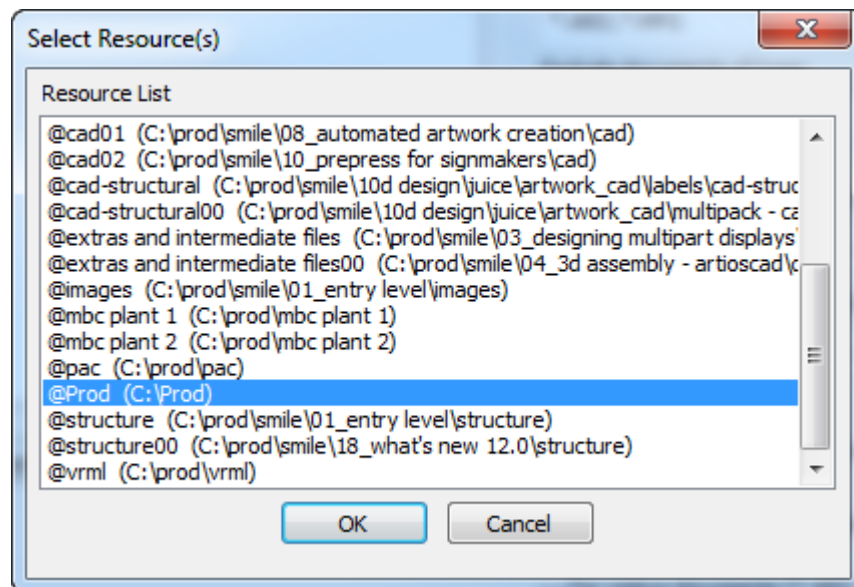 Select Resource(s)
Resource List
@cad01 (C:\prod\smile\08_automated artwork creation\cad)
@cad02 (C:\prod\smile\10_prepress for signmakers\cad)
@cad-structural (C:\prod\smile\10d design\juice\artwork_cad\labels\cad-struc
@cad-structural00 (C:\prod\smile\10d design\juice\artwork_cad\multipack - ca
@extras and intermediate files (C:\prod\smile\03_designing multipart displays\
@extras and intermediate files00 (C:\prod\smile\04_3d assembly - artioscad\c
@images (C:\prod\smile\01_entry level\images)
@mbc plant 1 (C:\prod\mbc plant 1)
@mbc plant 2 (C:\prod\mbc plant 2)
@pac (C:\prod\pac)
@Prod (C:\Prod)
@structure (C:\prod\smile\01_entry level\structure)
@structure00 (C:\prod\smile\18_what's new 12.0\structure)
@vrml (C:\prod\vrml)
OK Cancel